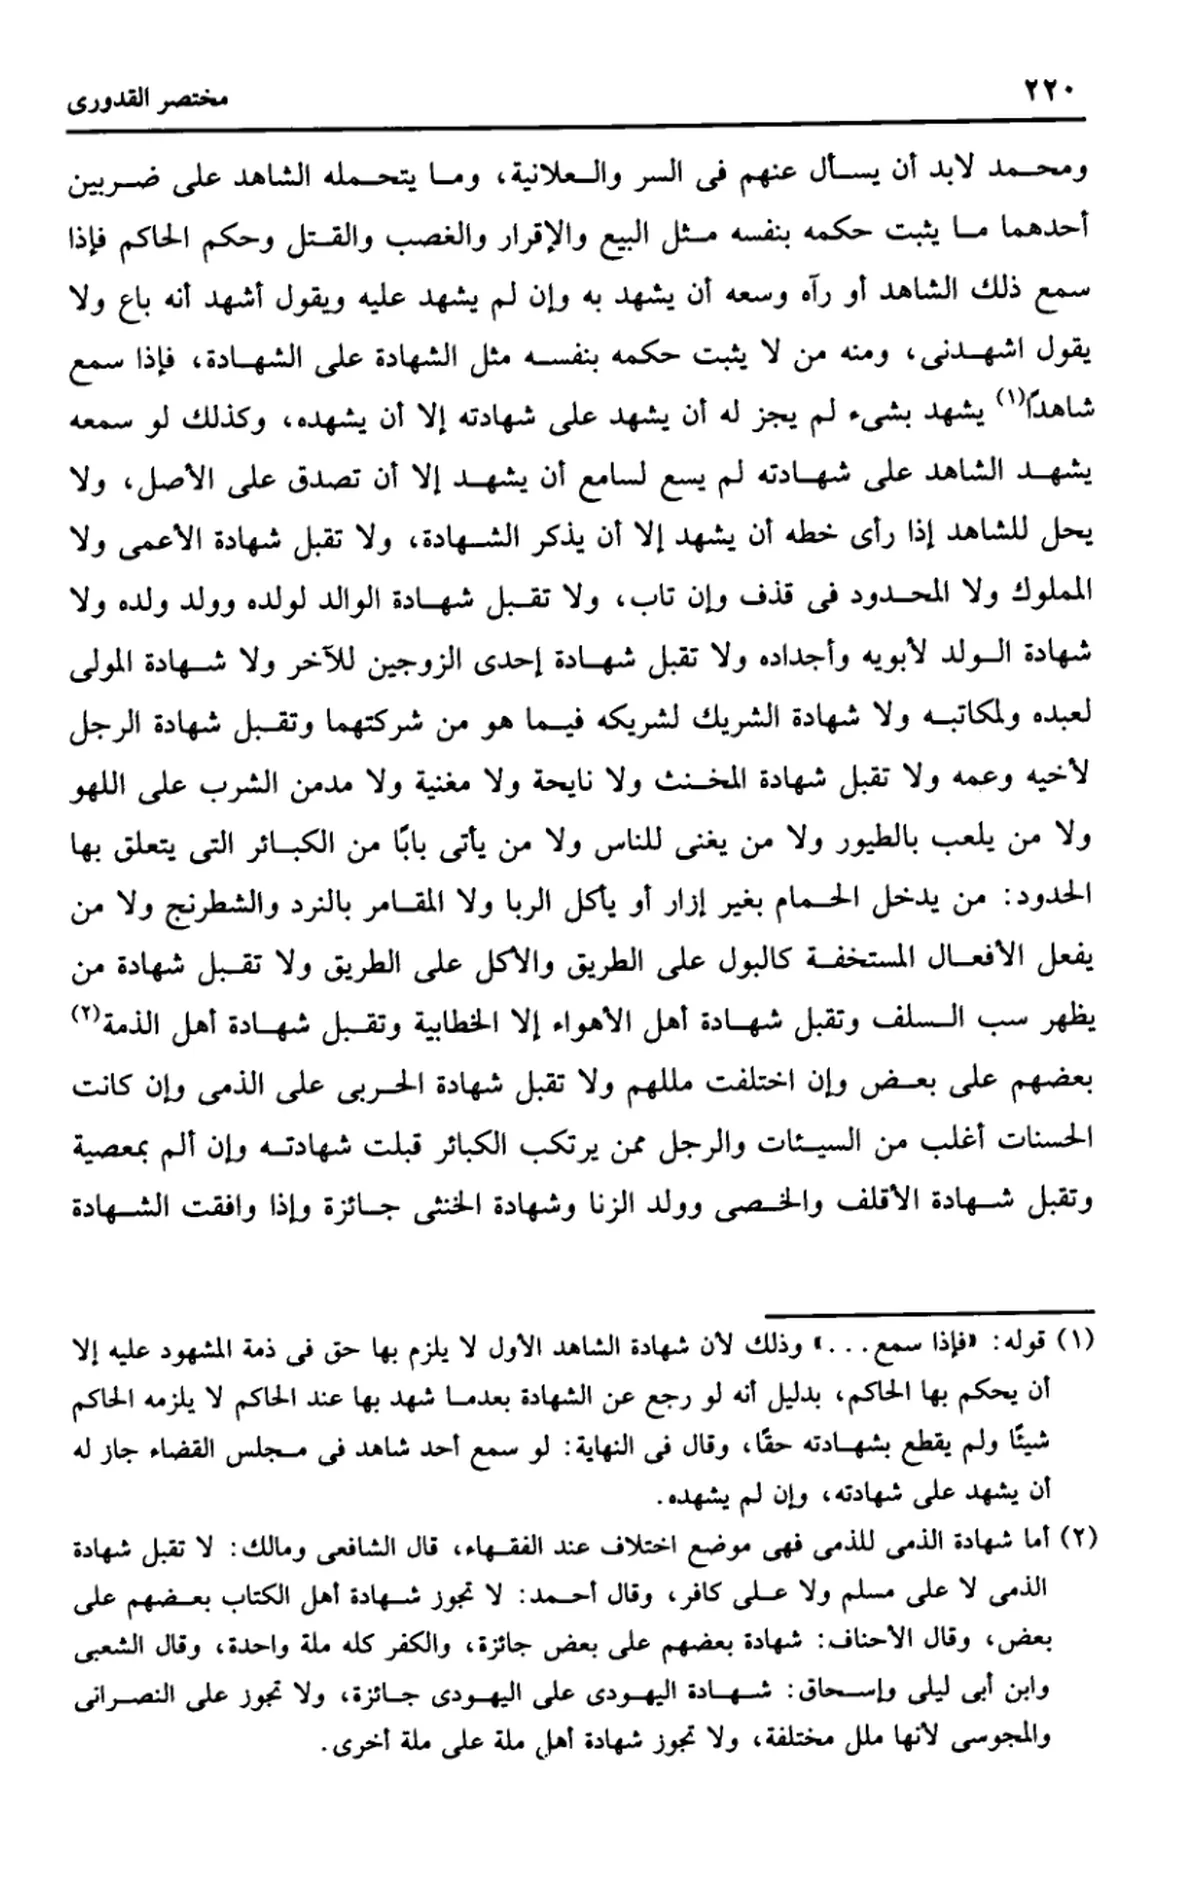 ٢٢٠ مختصر القدورى
ومحمد لابد أن يسأل عنهم فى السر والعلانية، وما يتحمله الشاهد على ضربين
أحدهما ما يثبت حكمه بنفسه مثل البيع والإقرار والغصب والقتل وحكم الحاكم فإذا
سمع ذلك الشاهد أو رآه وسعه أن يشهد به وإن لم يشهد عليه ويقول أشهد أنه باع ولا
يقول اشهدنى، ومنه من لا يثبت حكمه بنفسه مثل الشهادة على الشهادة، فإذا سمع
شاهدًا(١) يشهد بشىء لم يجز له أن يشهد على شهادته إلا أن يشهده، وكذلك لو سمعه
يشهد الشاهد على شهادته لم يسع لسامع أن يشهد إلا أن تصدق على الأصل، ولا
يحل للشاهد إذا رأى خطه أن يشهد إلا أن يذكر الشهادة، ولا تقبل شهادة الأعمى ولا
المملوك ولا المحدود فى قذف وإن تاب، ولا تقبل شهادة الوالد لولده وولد ولده ولا
شهادة الولد لأبويه وأجداده ولا تقبل شهادة إحدى الزوجين للآخر ولا شهادة المولى
لعبده ولمكاتبه ولا شهادة الشريك لشريكه فيما هو من شركتهما وتقبل شهادة الرجل
لأخيه وعمه ولا تقبل شهادة المخنث ولا نايحة ولا مغنية ولا مدمن الشرب على اللهو
ولا من يلعب بالطيور ولا من يغنى للناس ولا من يأتى بابًا من الكبائر التى يتعلق بها
الحدود: من يدخل الحمام بغير إزار أو يأكل الربا ولا المقامر بالنرد والشطرنج ولا من
يفعل الأفعال المستخفة كالبول على الطريق والأكل على الطريق ولا تقبل شهادة من
يظهر سب السلف وتقبل شهادة أهل الأهواء إلا الخطابية وتقبل شهادة أهل الذمة(٢)
بعضهم على بعض وإن اختلفت مللهم ولا تقبل شهادة الحربى على الذمى وإن كانت
الحسنات أغلب من السيئات والرجل ممن يرتكب الكبائر قبلت شهادته وإن ألم بمعصية
وتقبل شهادة الأقلف والخصى وولد الزنا وشهادة الخنثى جائزة وإذا وافقت الشهادة
(١) قوله: «فإذا سمع...» وذلك لأن شهادة الشاهد الأول لا يلزم بها حق فى ذمة المشهود عليه إلا
أن يحكم بها الحاكم، بدليل أنه لو رجع عن الشهادة بعدما شهد بها عند الحاكم لا يلزمه الحاكم
شيئًا ولم يقطع بشهادته حقًا، وقال فى النهاية: لو سمع أحد شاهد فى مجلس القضاء جاز له
أن يشهد على شهادته، وإن لم يشهده.
(٢) أما شهادة الذمى للذمى فهى موضع اختلاف عند الفقهاء، قال الشافعى ومالك: لا تقبل شهادة
الذمى لا على مسلم ولا على كافر، وقال أحمد: لا تجوز شهادة أهل الكتاب بعضهم على
بعض، وقال الأحناف: شهادة بعضهم على بعض جائزة، والكفر كله ملة واحدة، وقال الشعبى
وابن أبى ليلى وإسحاق: شهادة اليهودى على اليهودى جائزة، ولا تجوز على النصرانى
والمجوسى لأنها ملل مختلفة، ولا تجوز شهادة أهل ملة على ملة أخرى.